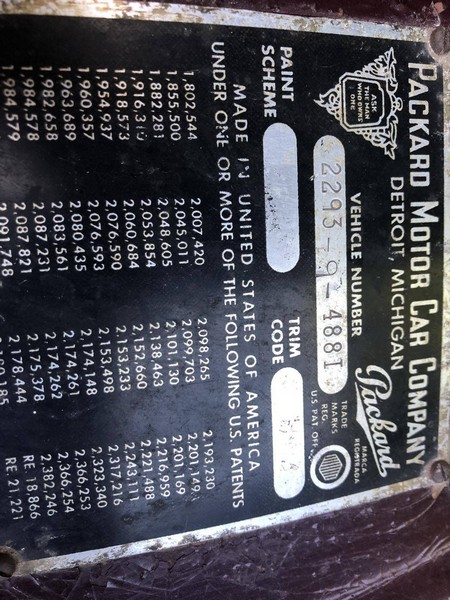 PACKARD MOTOR CAR COMPANY
DETROIT, MICHIGAN
ASK
THE MAN
WHO OWNS
ONE
Packard
VEHICLE NUMBER
2293-9-4881
TRADE
MARKS
REG.
U.S. PAT. OFF.
MARCA
REGISTRADA
PAINT
SCHEME
TRIM
CODE
MADE IN UNITED STATES OF AMERICA
UNDER ONE OR MORE OF THE FOLLOWING U.S. PATENTS
1,802,544 2,007,420 2,098,765 2,193,230
1,855,500 2,045,011 2,099,703 2,201,149
1,882,281 2,048,605 2,101,130 2,201,169
2,053,854 2,138,463 2,216,959
1,918,573 2,060,684 2,152,660 2,221,488
1,954,937 2,076,590 2,153,233 2,243,111
1,960,357 2,076,593 2,153,498 2,317,216
1,963,689 2,080,435 2,174,148 2,323,340
1,982,658 2,083,561 2,174,261 2,366,253
1,984,578 2,087,231 2,174,262 2,366,254
1,984,579 2,087,821 2,175,378 2,382,246
2,091,748 2,178,444 RE.18,866
RE.21,221